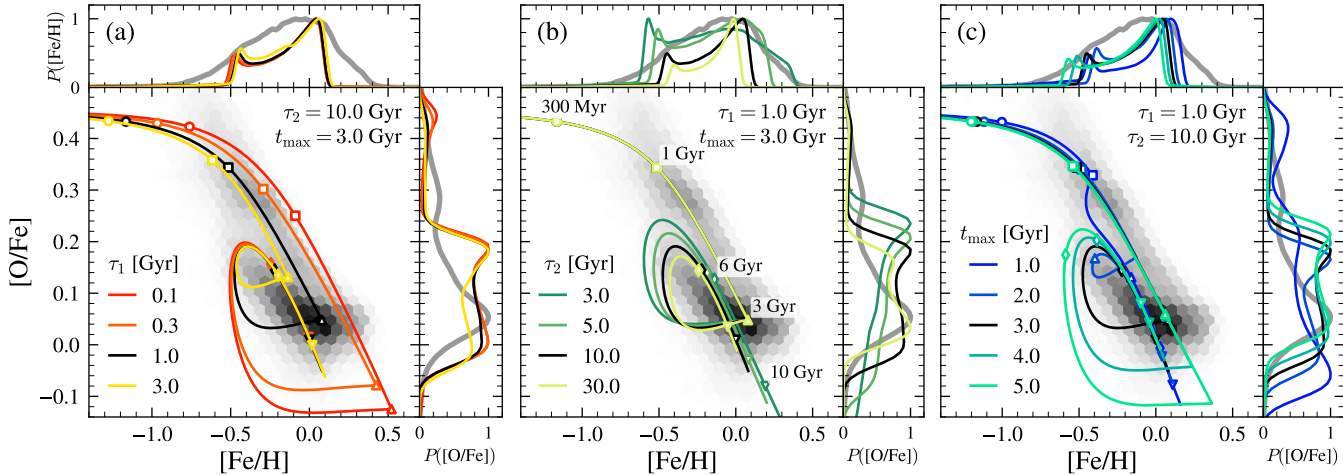 (a)
P([Fe/H])
1
0
τ₂ = 10.0 Gyr
t_max = 3.0 Gyr
[O/Fe]
0.4
0.3
0.2
0.1
0.0
−0.1
τ₁ [Gyr]
0.1
0.3
1.0
3.0
−1.0
−0.5
0.0
0.5
[Fe/H]
0
1
P([O/Fe])
(b)
τ₁ = 1.0 Gyr
t_max = 3.0 Gyr
300 Myr
1 Gyr
6 Gyr
3 Gyr
10 Gyr
τ₂ [Gyr]
3.0
5.0
10.0
30.0
−1.0
−0.5
0.0
0.5
[Fe/H]
0
1
P([O/Fe])
(c)
τ₁ = 1.0 Gyr
τ₂ = 10.0 Gyr
t_max [Gyr]
1.0
2.0
3.0
4.0
5.0
−1.0
−0.5
0.0
0.5
[Fe/H]
0
1
P([O/Fe])